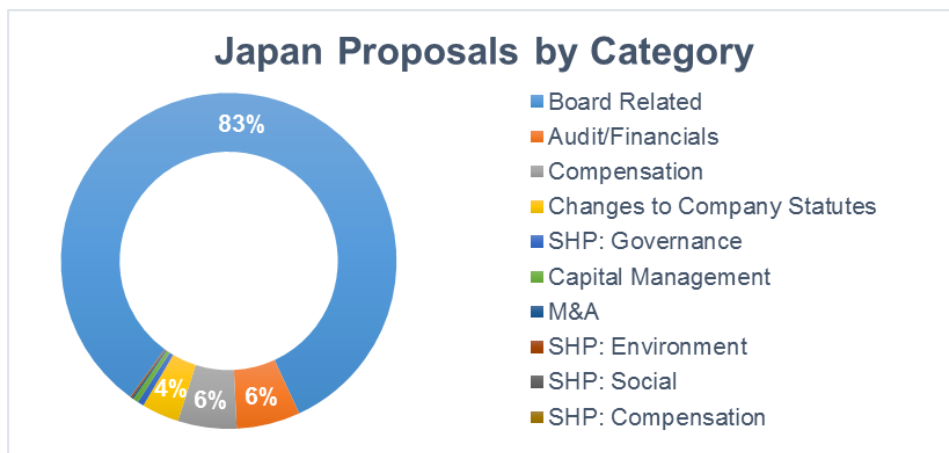 Japan Proposals by Category
83%
4%
6%
6%
Board Related
Audit/Financials
Compensation
Changes to Company Statutes
SHP: Governance
Capital Management
M&A
SHP: Environment
SHP: Social
SHP: Compensation